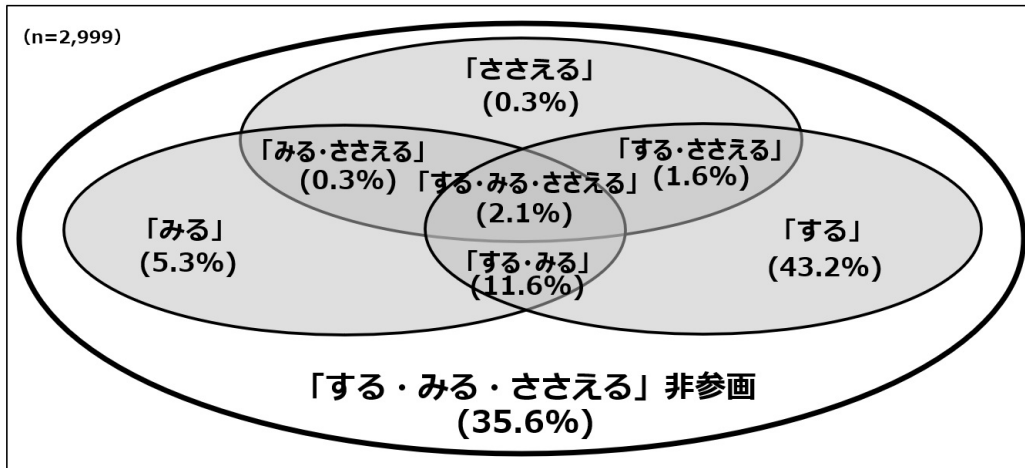 (n=2,999)
「ささえる」
(0.3%)
「みる･ささえる」
(0.3%)
「する･みる･ささえる」
(2.1%)
「する･ささえる」
(1.6%)
「みる」
(5.3%)
「する･みる」
(11.6%)
「する」
(43.2%)
「する・みる・ささえる」非参画
(35.6%)